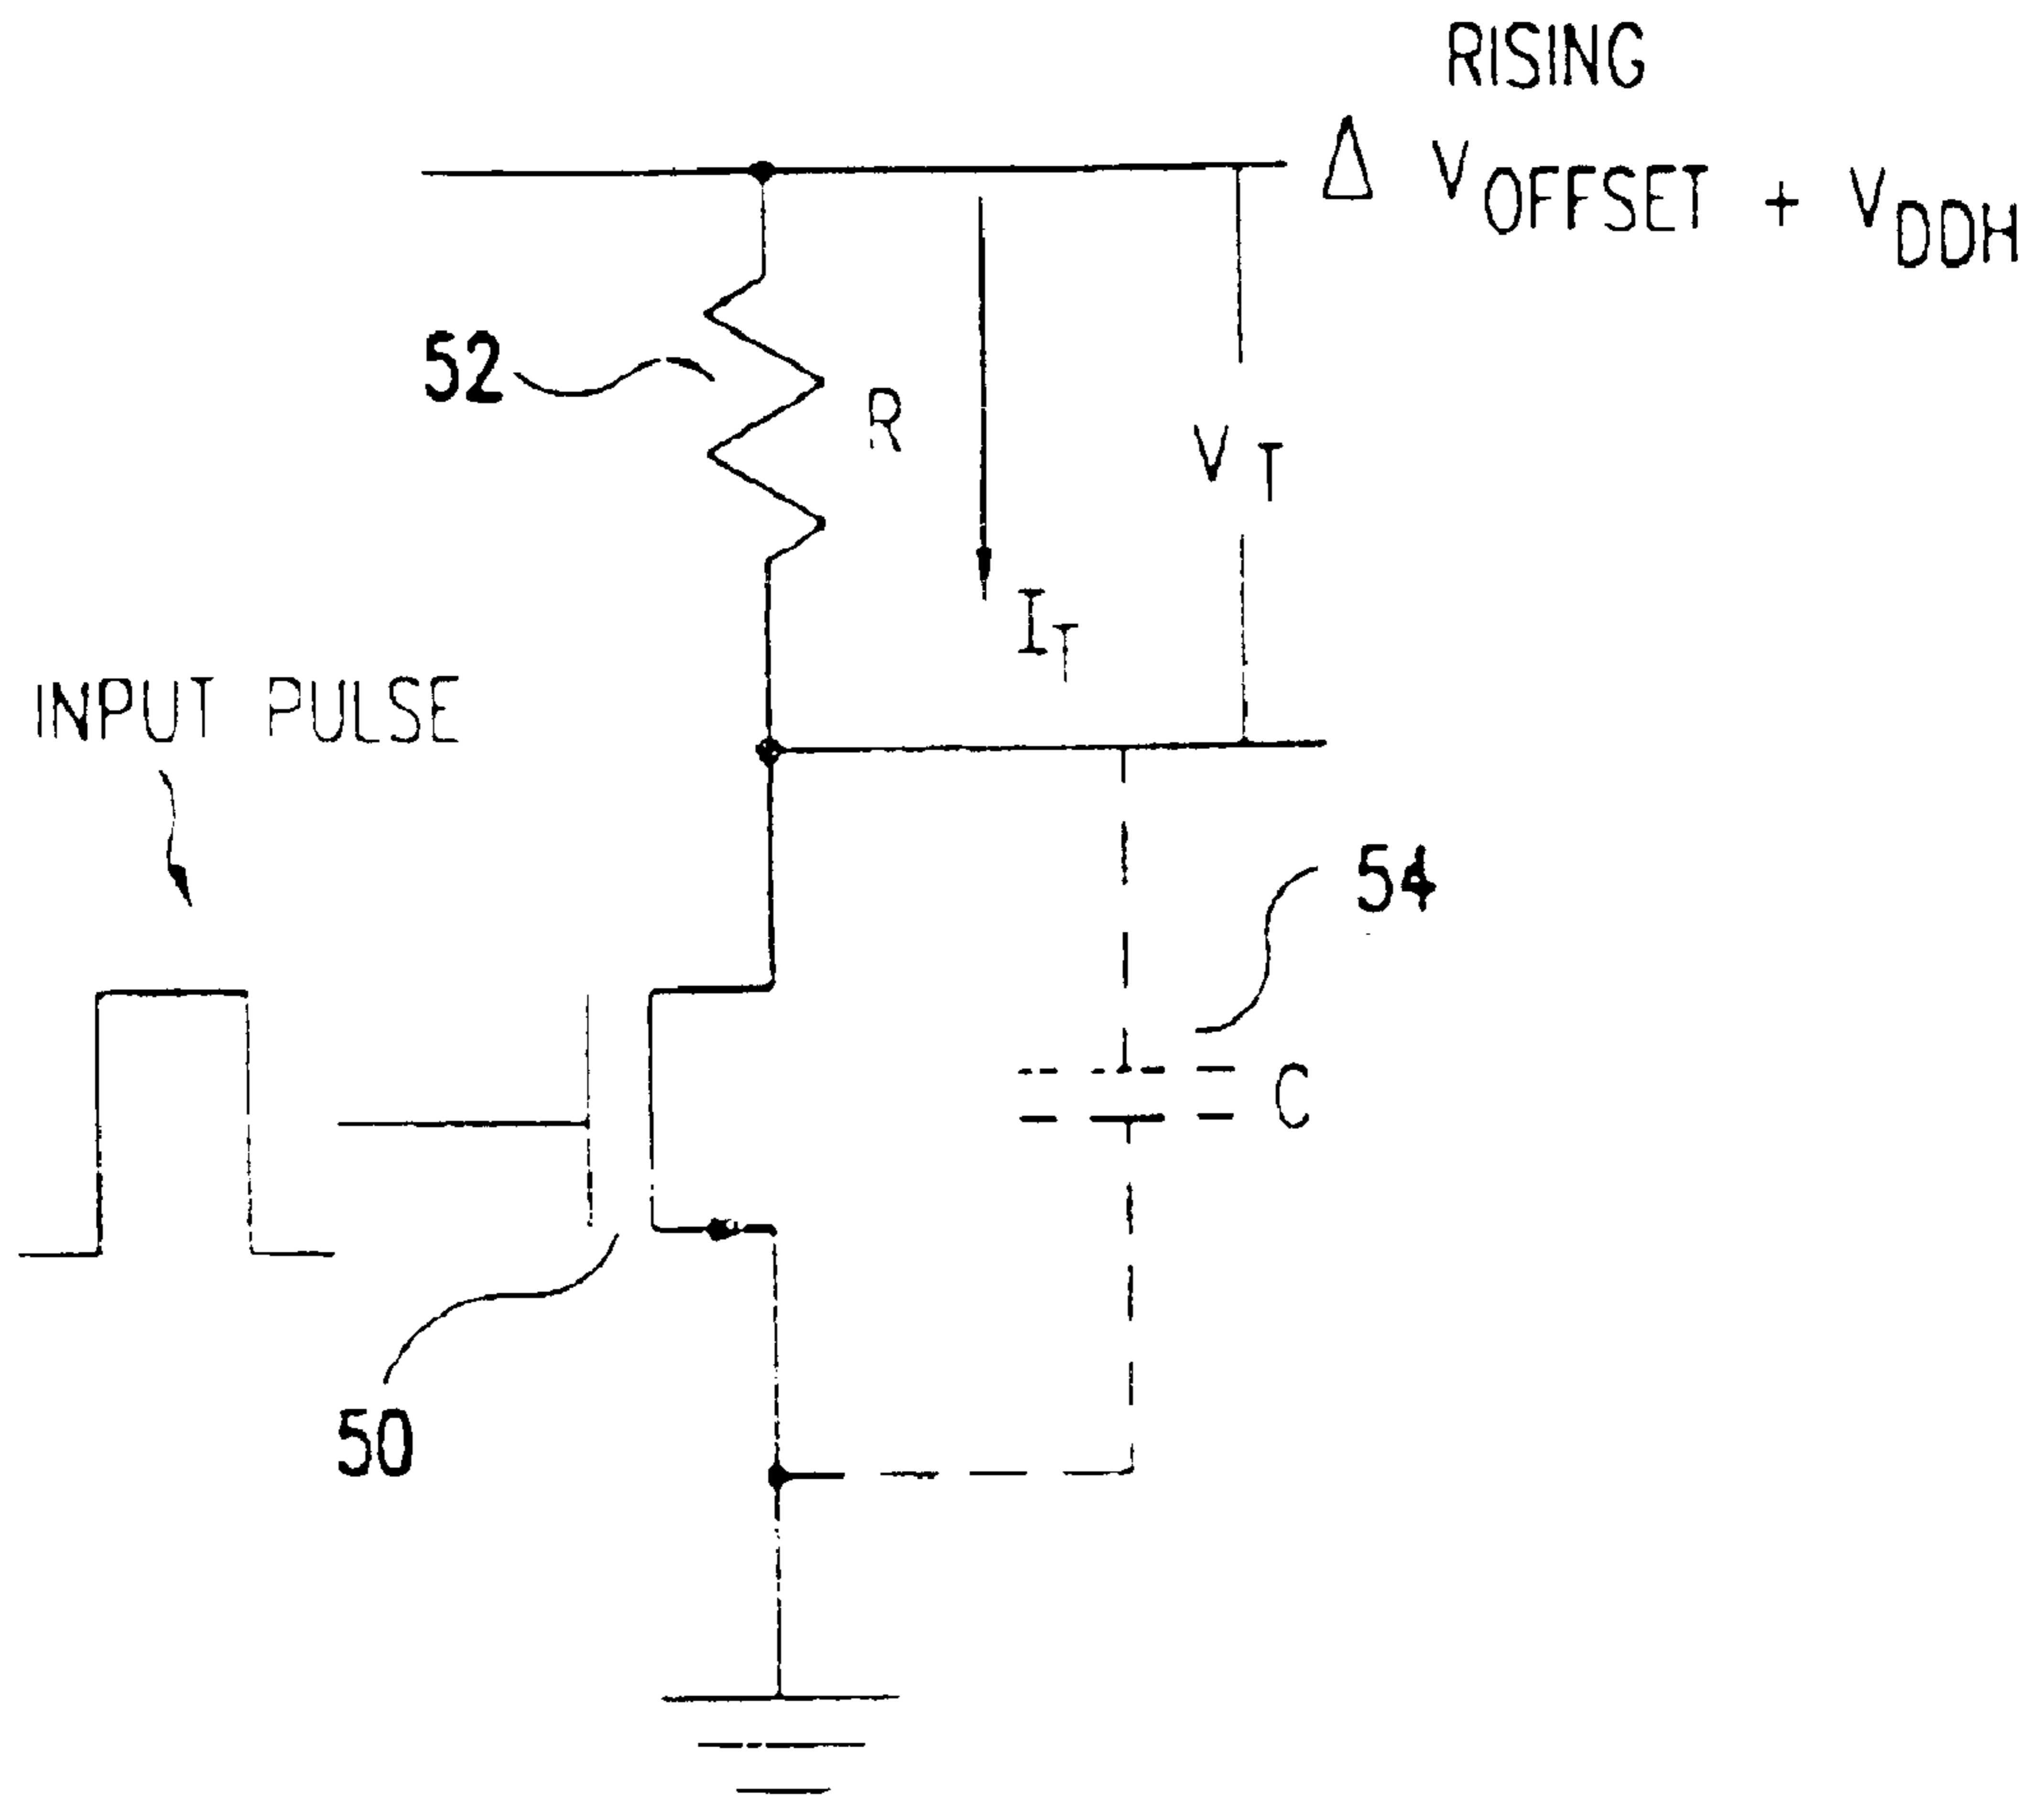 RISING
Δ VOFFSET + VDDH
52
R
VT
IT
INPUT PULSE
54
C
50